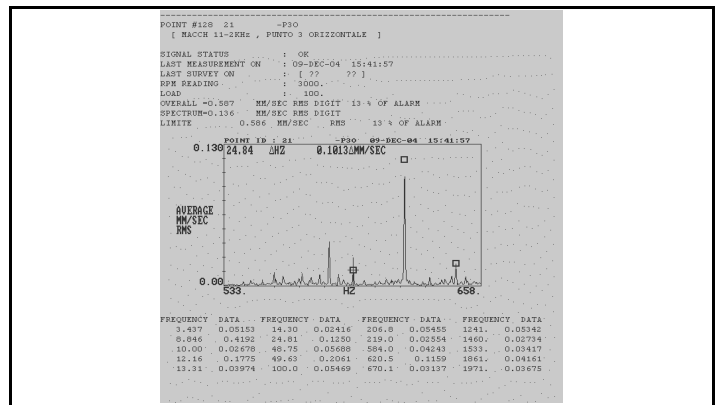 POINT #128 21 -P3O
[ MACCH 11-2KHz , PUNTO 3 ORIZZONTALE ]
SIGNAL STATUS : OK
LAST MEASUREMENT ON : 09-DEC-04 15:41:57
LAST SURVEY ON : [ ?? ?? ]
RPM READING : 3000.
LOAD : 100.
OVERALL =0.587 MM/SEC RMS DIGIT 13 % OF ALARM
SPECTRUM=0.136 MM/SEC RMS DIGIT
LIMITE 0.586 MM/SEC RMS 13 % OF ALARM
POINT ID : 21 -P3O 09-DEC-04 15:41:57
0.130 24.84 ΔHZ 0.1013ΔMM/SEC
AVERAGE
MM/SEC
RMS
0.00
533. HZ 658.
FREQUENCY DATA FREQUENCY DATA FREQUENCY DATA FREQUENCY DATA
3.437 0.05153 14.30 0.02416 206.8 0.05455 1241. 0.05342
8.846 0.4192 24.81 0.1250 219.0 0.02554 1460. 0.02734
10.00 0.02678 48.75 0.05688 584.0 0.04243 1533. 0.03417
12.16 0.1775 49.63 0.2061 620.5 0.1159 1861. 0.04161
13.31 0.03974 100.0 0.05469 670.1 0.03137 1971. 0.03675